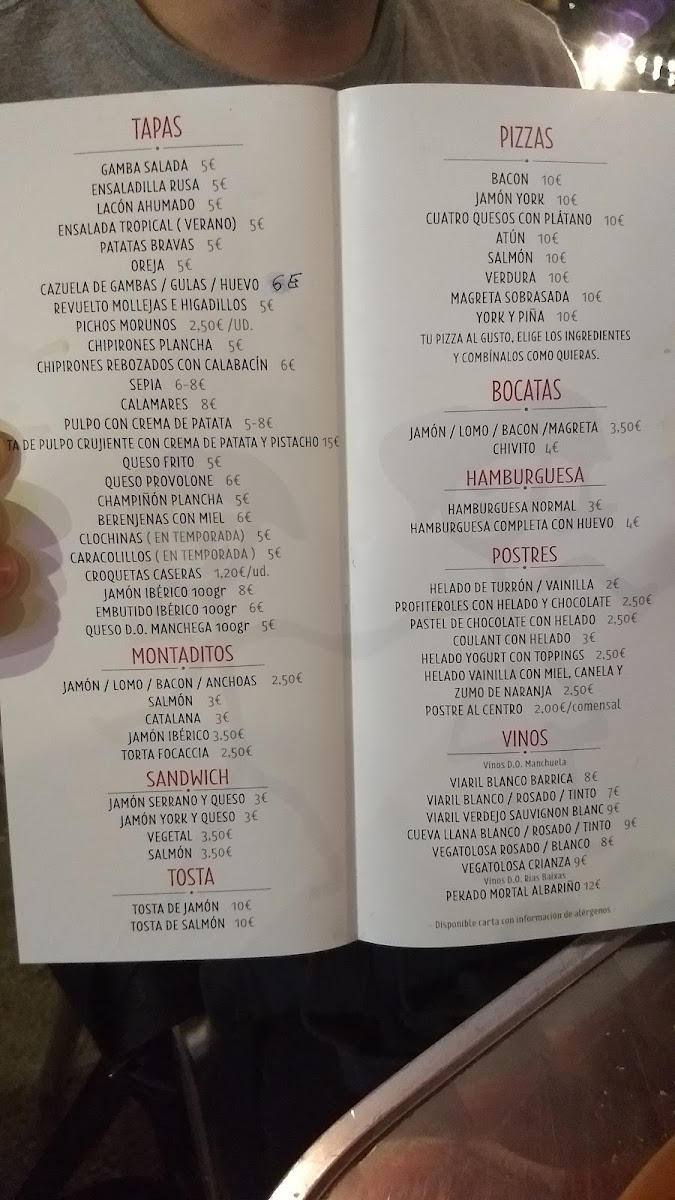 TAPAS
GAMBA SALADA 5€
ENSALADILLA RUSA 5€
LACÓN AHUMADO 5€
ENSALADA TROPICAL ( VERANO) 5€
PATATAS BRAVAS 5€
OREJA 5€
CAZUELA DE GAMBAS / GULAS / HUEVO 6€
REVUELTO MOLLEJAS E HIGADILLOS 5€
PICHOS MORUNOS 2,50€ /UD.
CHIPIRONES PLANCHA 5€
CHIPIRONES REBOZADOS CON CALABACÍN 6€
SEPIA 6-8€
CALAMARES 8€
PULPO CON CREMA DE PATATA 5-8€
TA DE PULPO CRUJIENTE CON CREMA DE PATATA Y PISTACHO 15€
QUESO FRITO 5€
QUESO PROVOLONE 6€
CHAMPIÑÓN PLANCHA 5€
BERENJENAS CON MIEL 6€
CLOCHINAS ( EN TEMPORADA) 5€
CARACOLILLOS ( EN TEMPORADA ) 5€
CROQUETAS CASERAS 1,20€/ud.
JAMÓN IBÉRICO 100gr 8€
EMBUTIDO IBÉRICO 100gr 6€
QUESO D.O. MANCHEGA 100gr 5€
MONTADITOS
JAMÓN / LOMO / BACON / ANCHOAS 2,50€
SALMÓN 3€
CATALANA 3€
JAMÓN IBÉRICO 3,50€
TORTA FOCACCIA 2,50€
SANDWICH
JAMÓN SERRANO Y QUESO 3€
JAMÓN YORK Y QUESO 3€
VEGETAL 3,50€
SALMÓN 3,50€
TOSTA
TOSTA DE JAMÓN 10€
TOSTA DE SALMÓN 10€
PIZZAS
BACON 10€
JAMÓN YORK 10€
CUATRO QUESOS CON PLÁTANO 10€
ATÚN 10€
SALMÓN 10€
VERDURA 10€
MAGRETA SOBRASADA 10€
YORK Y PIÑA 10€
TU PIZZA AL GUSTO, ELIGE LOS INGREDIENTES
Y COMBÍNALOS COMO QUIERAS.
BOCATAS
JAMÓN / LOMO / BACON /MAGRETA 3,50€
CHIVITO 4€
HAMBURGUESA
HAMBURGUESA NORMAL 3€
HAMBURGUESA COMPLETA CON HUEVO 4€
POSTRES
HELADO DE TURRÓN / VAINILLA 2€
PROFITEROLES CON HELADO Y CHOCOLATE 2,50€
PASTEL DE CHOCOLATE CON HELADO 2,50€
COULANT CON HELADO 3€
HELADO YOGURT CON TOPPINGS 2,50€
HELADO VAINILLA CON MIEL, CANELA Y
ZUMO DE NARANJA 2,50€
POSTRE AL CENTRO 2,00€/comensal
VINOS
Vinos D.O. Manchuela
VIARIL BLANCO BARRICA 8€
VIARIL BLANCO / ROSADO / TINTO 7€
VIARIL VERDEJO SAUVIGNON BLANC 9€
CUEVA LLANA BLANCO / ROSADO / TINTO 9€
VEGATOLOSA ROSADO / BLANCO 8€
VEGATOLOSA CRIANZA 9€
Vinos D.O. Rias Baixas
PEKADO MORTAL ALBARIÑO 12€
Disponible carta con información de alérgenos